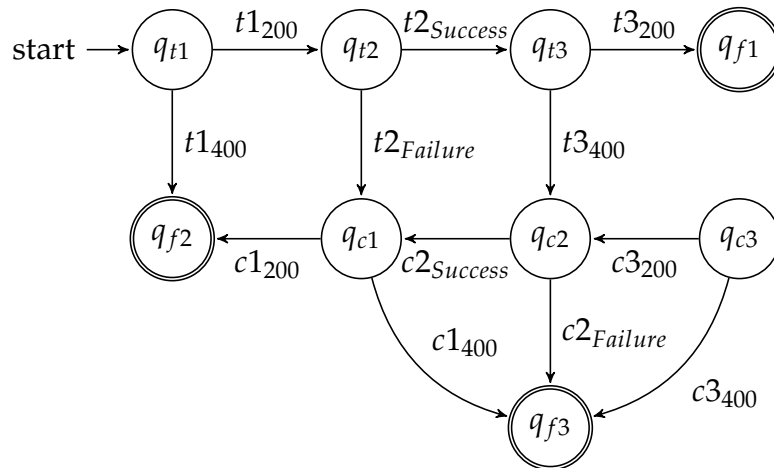 start q_{t1} t1_{200} q_{t2} t2_{Success} q_{t3} t3_{200} q_{f1}
t1_{400} t2_{Failure} t3_{400}
q_{f2} c1_{200} q_{c1} c2_{Success} q_{c2} c3_{200} q_{c3}
c1_{400} c2_{Failure} c3_{400}
q_{f3}